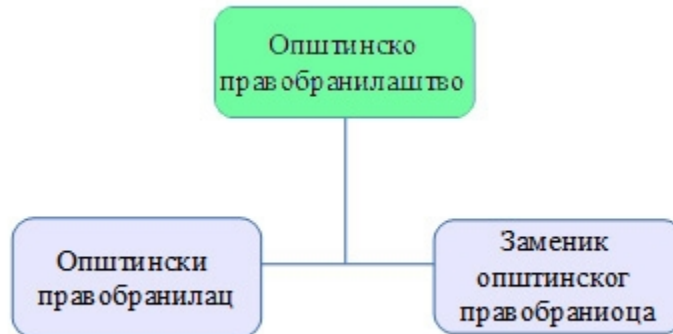 Општинско
правобранилаштво
Општински
правобранилац
Заменик
општинског
правобраниоца